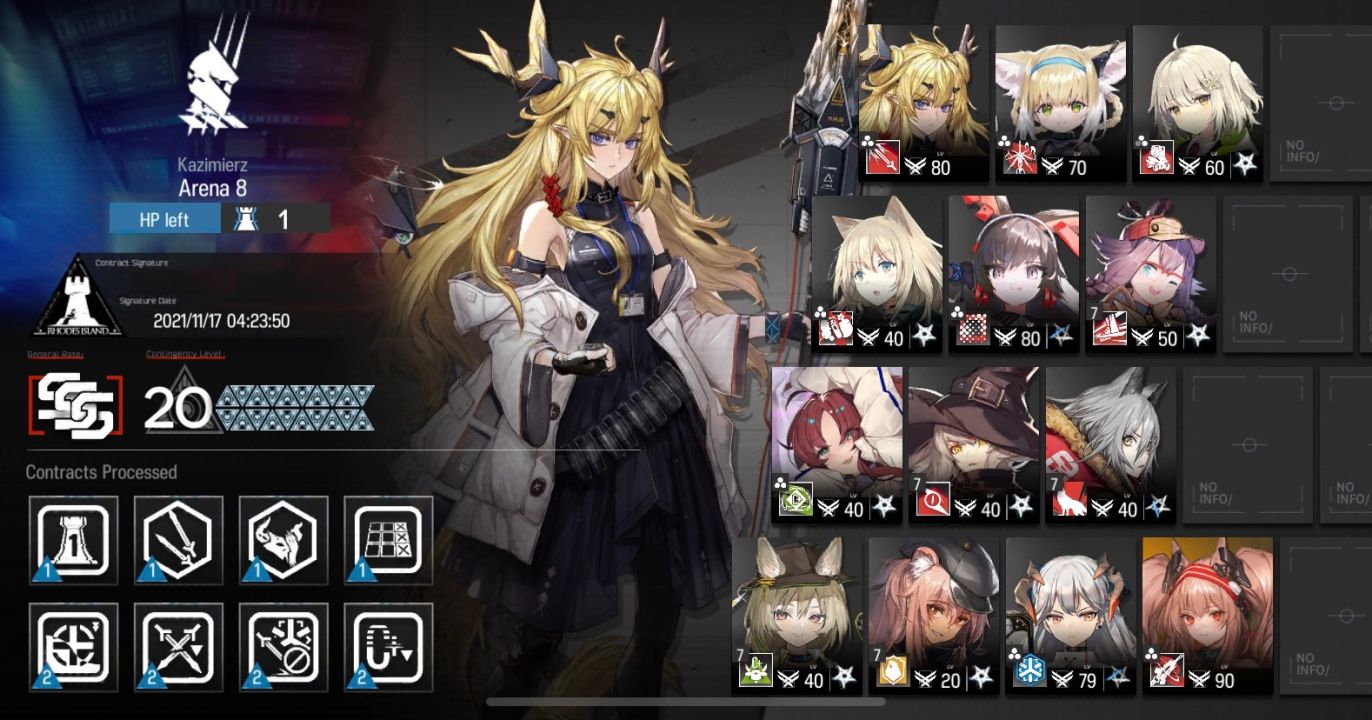 Kazimierz
Arena 8
HP left 1
Contract Signature
Signature Date
2021/11/17 04:23:50
RHODES ISLAND
General Rate.
Contingency Level.
20
Contracts Processed
1
1 1 1 1
2 2 2 2
LV 80
LV 70
LV 60
NO INFO/
LV 40
LV 80
7 LV 50
NO INFO/
LV 40
7 LV 40
7 LV 40
NO INFO/
NO INFO/
7 LV 40
7 LV 20
LV 79
LV 90
NO INFO/